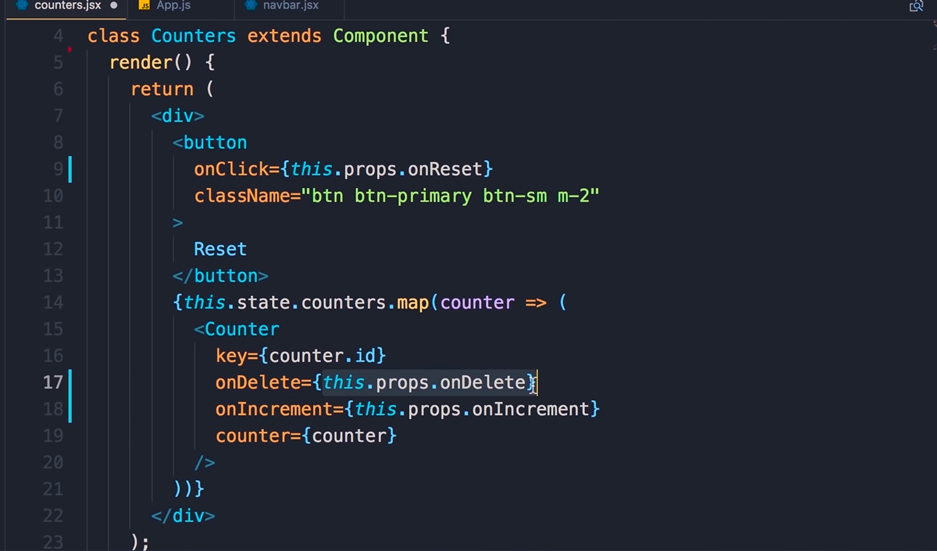 counters.jsx ● JS App.js navbar.jsx
4 class Counters extends Component {
5 render() {
6 return (
7 <div>
8 <button
9 onClick={this.props.onReset}
10 className="btn btn-primary btn-sm m-2"
11 >
12 Reset
13 </button>
14 {this.state.counters.map(counter => (
15 <Counter
16 key={counter.id}
17 onDelete={this.props.onDelete}
18 onIncrement={this.props.onIncrement}
19 counter={counter}
20 />
21 ))}
22 </div>
23 );